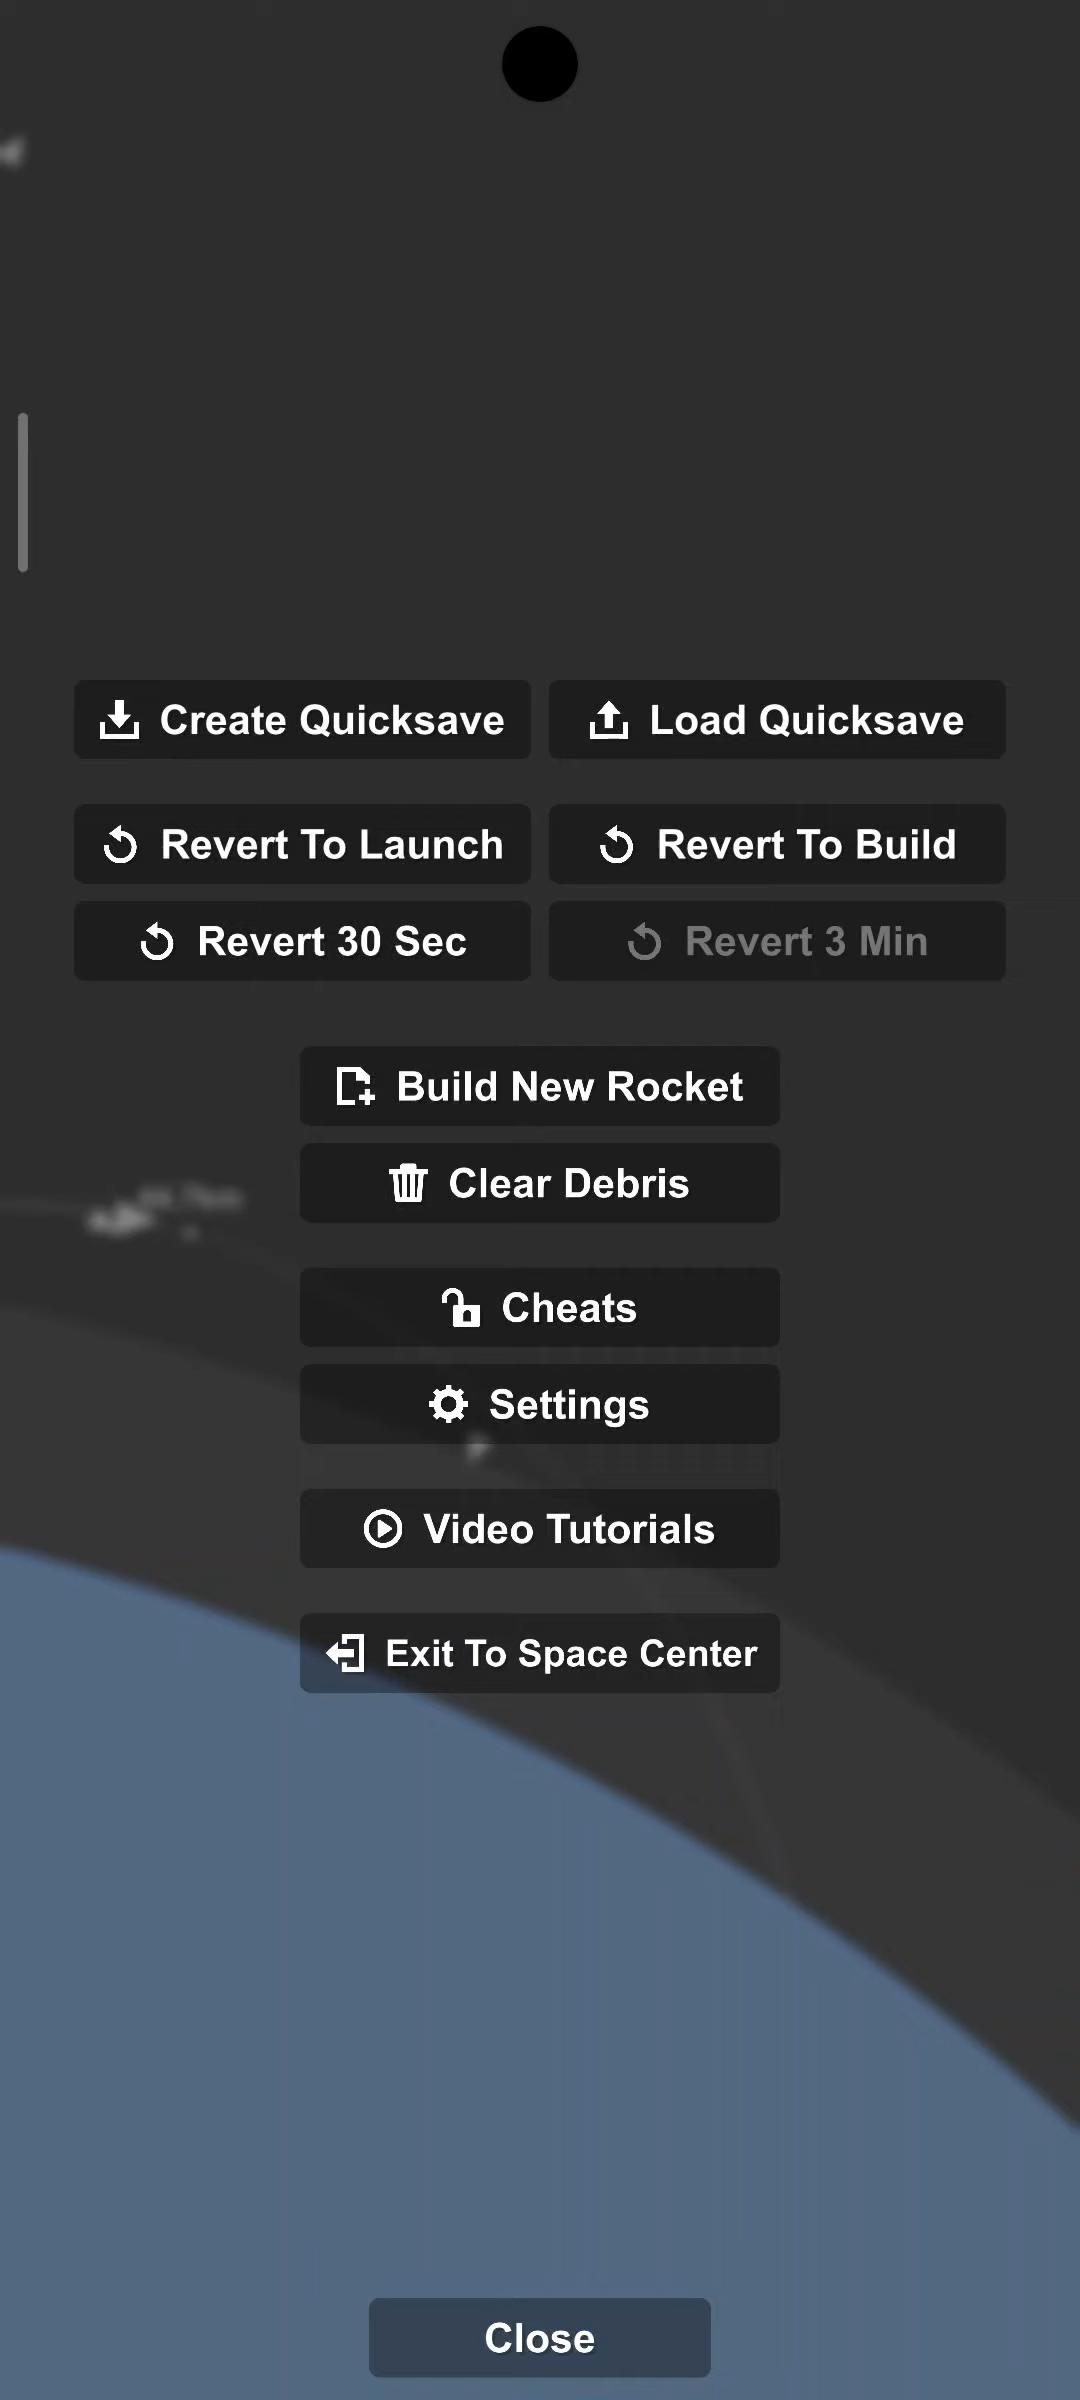 Create Quicksave
Load Quicksave
Revert To Launch
Revert To Build
Revert 30 Sec
Revert 3 Min
Build New Rocket
Clear Debris
Cheats
Settings
Video Tutorials
Exit To Space Center
Close